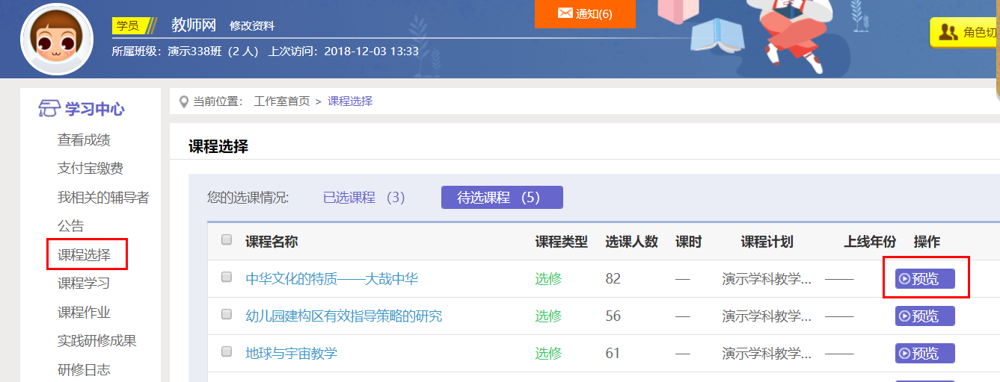 通知(6)
学员 教师网 修改资料
角色切
所属班级：演示338班（2 人） 上次访问：2018-12-03 13:33
学习中心
查看成绩
支付宝缴费
我相关的辅导者
公告
课程选择
课程学习
课程作业
实践研修成果
研修日志
当前位置： 工作室首页 > 课程选择
课程选择
您的选课情况: 已选课程 （3） 待选课程 （5）
课程名称 课程类型 选课人数 课时 课程计划 上线年份 操作
中华文化的特质——大哉中华 选修 82 — 演示学科教学... —— 预览
幼儿园建构区有效指导策略的研究 选修 56 — 演示学科教学... —— 预览
地球与宇宙教学 选修 61 — 演示学科教学... —— 预览